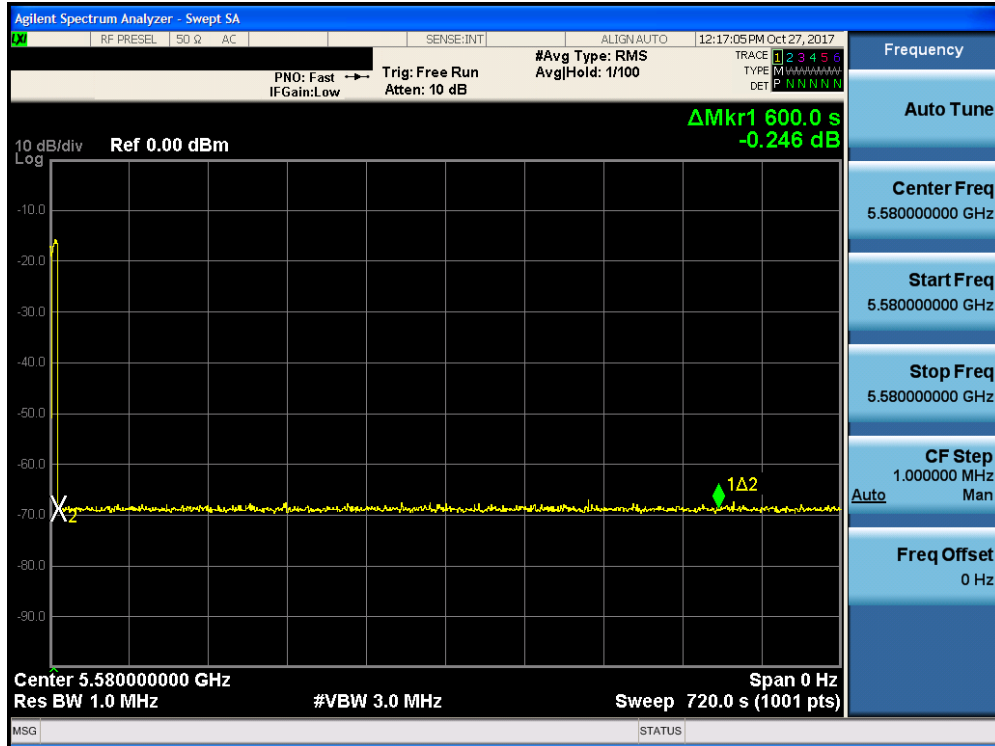 Agilent Spectrum Analyzer - Swept SA
LXI RF PRESEL 50 Ω AC SENSE:INT ALIGN AUTO 12:17:05 PM Oct 27, 2017
PNO: Fast
IFGain:Low
Trig: Free Run
Atten: 10 dB
#Avg Type: RMS
Avg|Hold: 1/100
TRACE 1 2 3 4 5 6
TYPE M WWWWW
DET P N N N N N
ΔMkr1 600.0 s
-0.246 dB
10 dB/div Ref 0.00 dBm
Log
-10.0
-20.0
-30.0
-40.0
-50.0
-60.0
-70.0
-80.0
-90.0
1Δ2
X2
Center 5.580000000 GHz Span 0 Hz
Res BW 1.0 MHz #VBW 3.0 MHz Sweep 720.0 s (1001 pts)
MSG STATUS
Frequency
Auto Tune
Center Freq
5.580000000 GHz
Start Freq
5.580000000 GHz
Stop Freq
5.580000000 GHz
CF Step
1.000000 MHz
Auto Man
Freq Offset
0 Hz